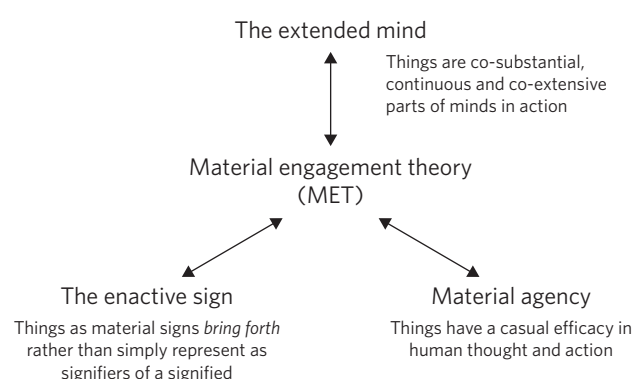 The extended mind
Things are co-substantial,
continuous and co-extensive
parts of minds in action
Material engagement theory
(MET)
The enactive sign
Things as material signs bring forth
rather than simply represent as
signifiers of a signified
Material agency
Things have a casual efficacy in
human thought and action